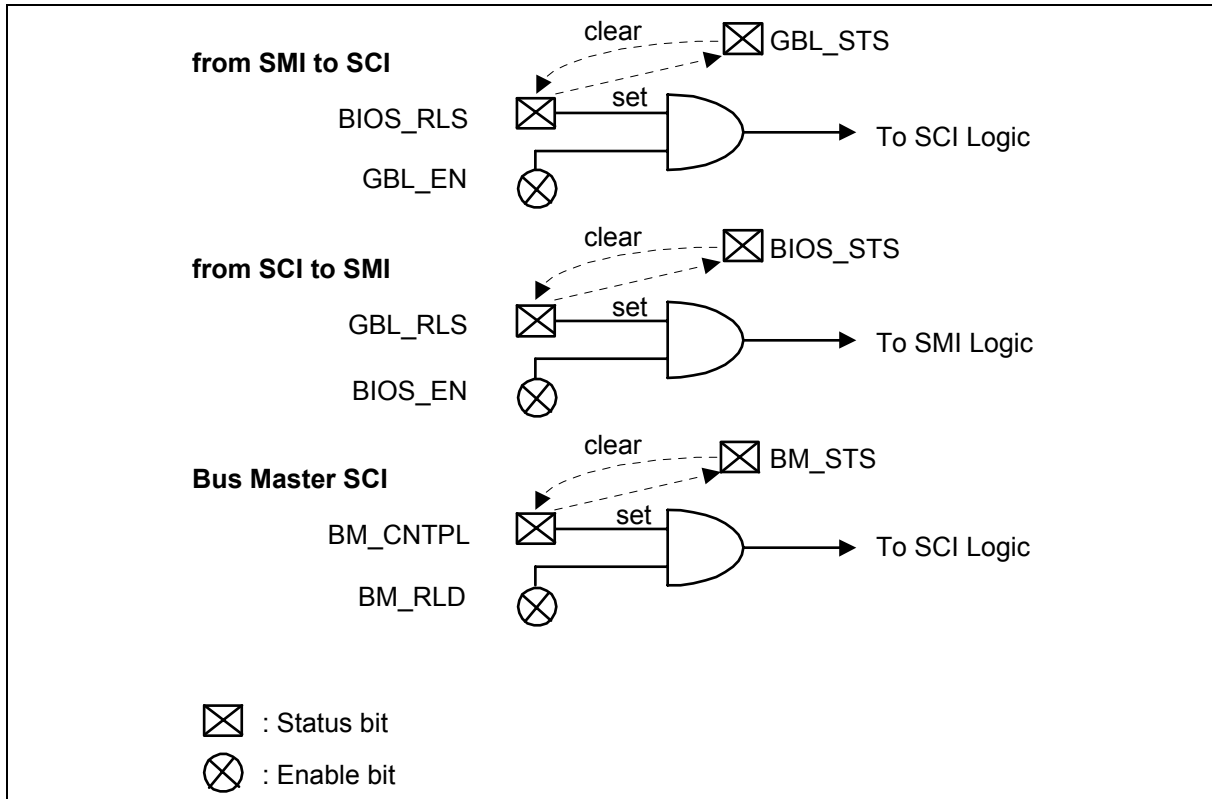 clear
GBL_STS
from SMI to SCI
set
BIOS_RLS
To SCI Logic
GBL_EN
clear
BIOS_STS
from SCI to SMI
set
GBL_RLS
To SMI Logic
BIOS_EN
clear
BM_STS
Bus Master SCI
set
BM_CNTPL
To SCI Logic
BM_RLD
: Status bit
: Enable bit